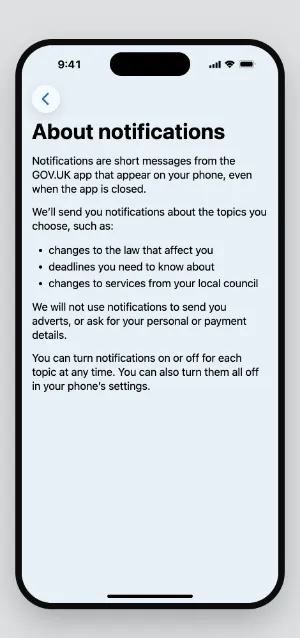 9:41
About notifications
Notifications are short messages from the
GOV.UK app that appear on your phone, even
when the app is closed.
We'll send you notifications about the topics you
choose, such as:
• changes to the law that affect you
• deadlines you need to know about
• changes to services from your local council
We will not use notifications to send you
adverts, or ask for your personal or payment
details.
You can turn notifications on or off for each
topic at any time. You can also turn them all off
in your phone's settings.